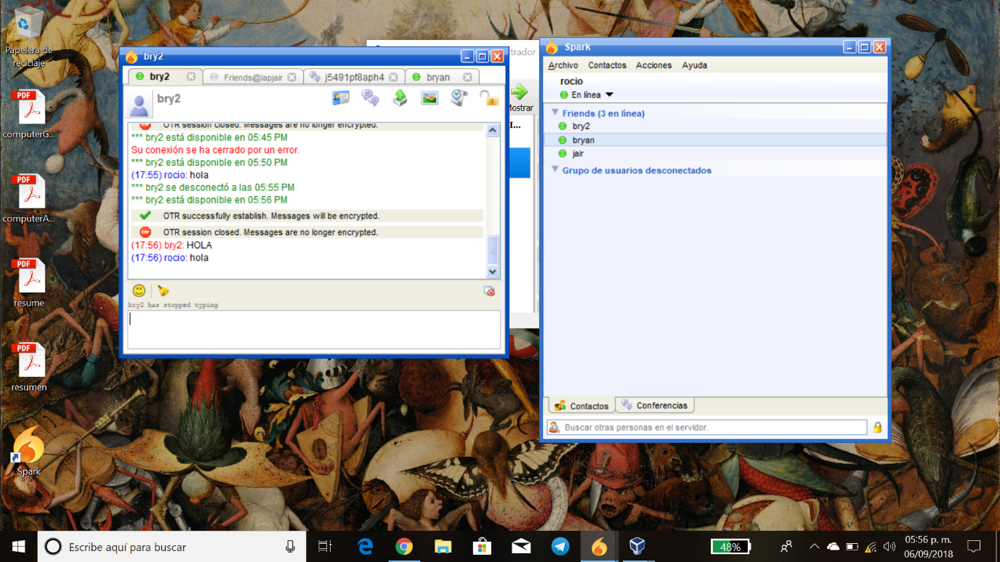 Papelera de
reciclaje
computerG...
computerA...
resume
resumen
Spark
bry2
bry2
Friends@lapjair
j5491pf8aph4
bryan
bry2
OTR session closed. Messages are no longer encrypted.
*** bry2 está disponible en 05:45 PM
Su conexión se ha cerrado por un error.
*** bry2 está disponible en 05:50 PM
(17:55) rocio: hola
*** bry2 se desconectó a las 05:55 PM
*** bry2 está disponible en 05:56 PM
OTR successfully establish. Messages will be encrypted.
OTR session closed. Messages are no longer encrypted.
(17:56) bry2: HOLA
(17:56) rocio: hola
bry2 has stopped typing
strador
Mostrar
I...
Spark
Archivo Contactos Acciones Ayuda
rocio
En línea
Friends (3 en línea)
bry2
bryan
jair
Grupo de usuarios desconectados
Contactos
Conferencias
Buscar otras personas en el servidor.
Escribe aquí para buscar
48%
05:56 p. m.
06/09/2018
PDF
PDF
PDF
PDF